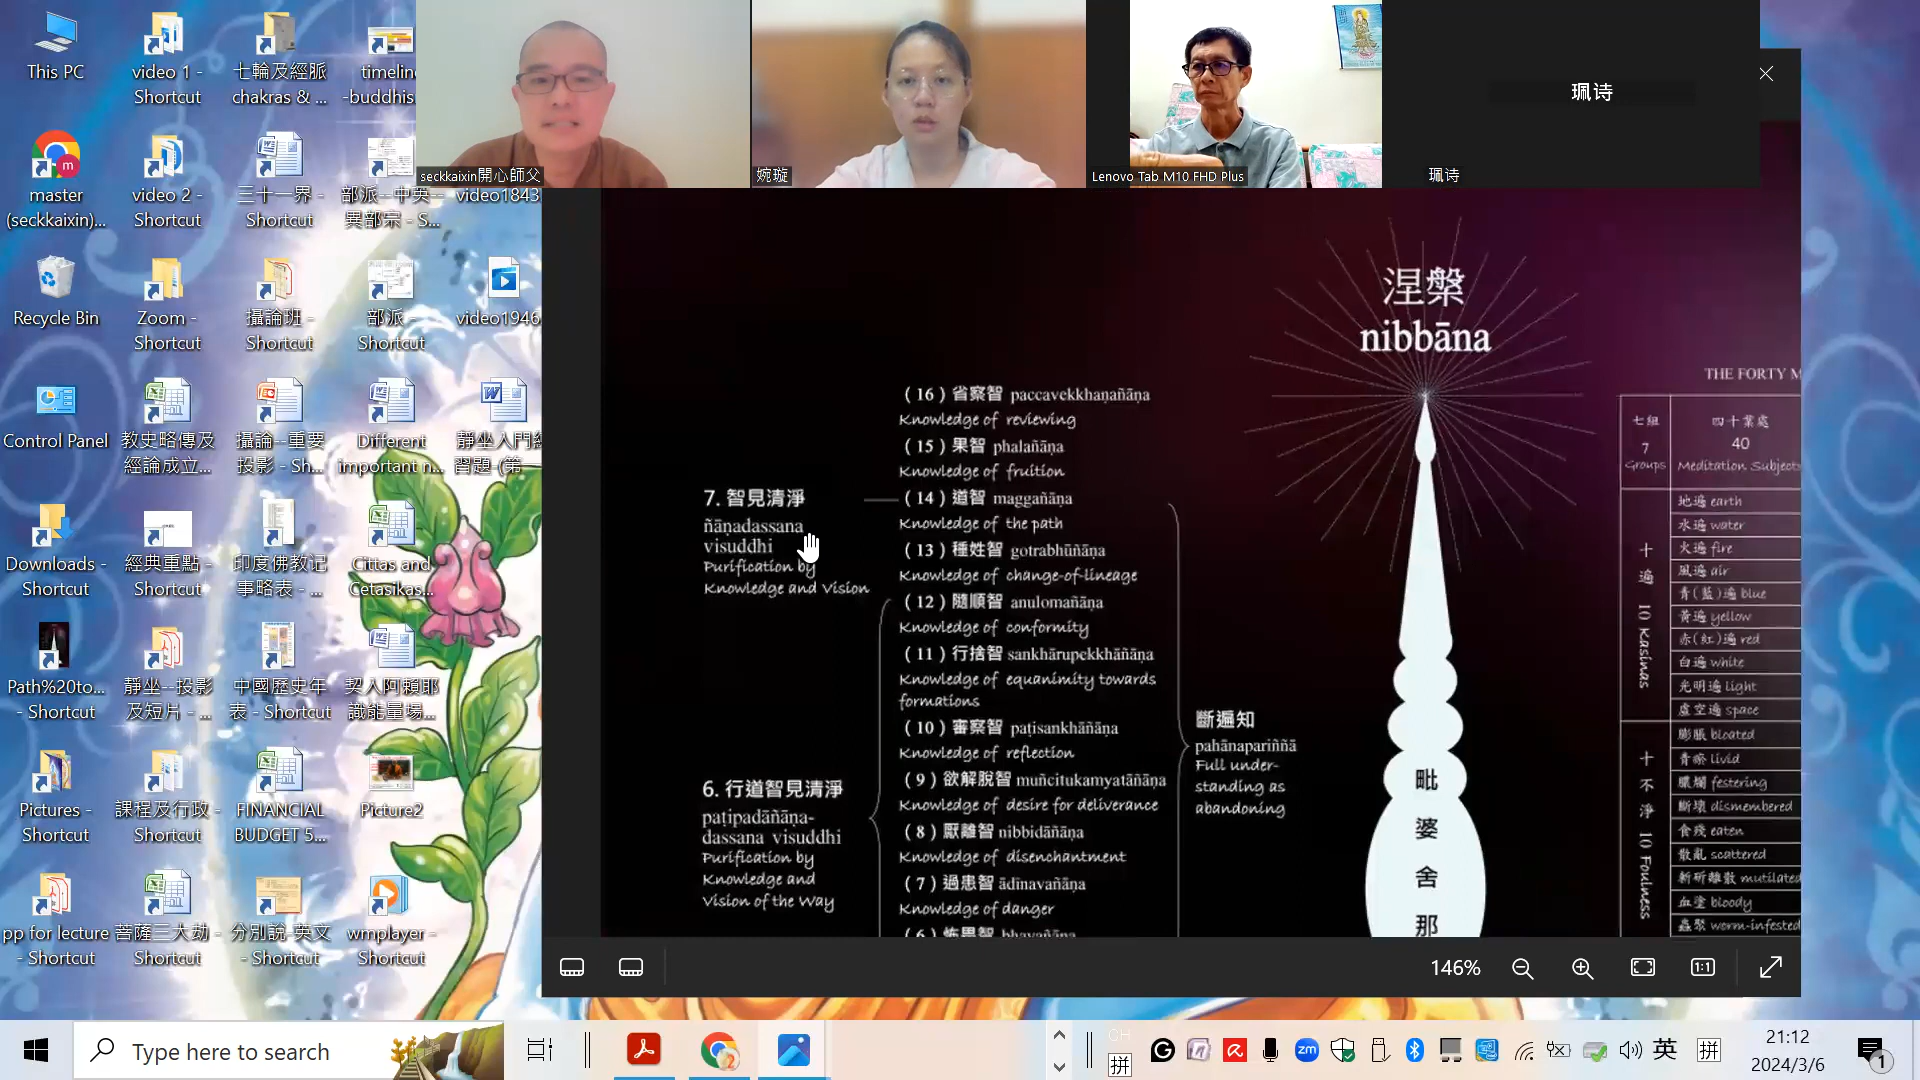 This PC
video 1 -
Shortcut
七輪及經脈
chakras & ...
timeline
-buddhis
master
(seckkaixin)...
video 2 -
Shortcut
三十一界 -
Shortcut
部派--中英--
異部宗 - S...
video1843
Recycle Bin
Zoom -
Shortcut
攝論班 -
Shortcut
部派 -
Shortcut
video1946
Control Panel
教史略傳及
經論成立...
攝論--重要
投影 - Sh...
Different
important n...
靜坐入門
習題-(第一
Downloads -
Shortcut
經典重點 -
Shortcut
印度佛教记
事略表 - ...
Cittas and
Cetasikas...
Path%20to...
- Shortcut
靜坐--投影
及短片 - ...
中國歷史年
表 - Shortcut
契入阿賴耶
識能量場...
Pictures -
Shortcut
課程及行政 -
Shortcut
FINANCIAL
BUDGET 5...
Picture2
pp for lecture
- Shortcut
菩薩三大劫 -
Shortcut
分別說-英文
- Shortcut
wmplayer -
Shortcut
seckkaixin開心師父
婉璇
Lenovo Tab M10 FHD Plus
珮诗
珮诗
涅槃
nibbāna
(16) 省察智 paccavekkhaṇañāṇa
Knowledge of reviewing
(15) 果智 phalañāṇa
Knowledge of fruition
7. 智見清淨
ñāṇadassana
visuddhi
Purification by
Knowledge and Vision
(14) 道智 maggañāṇa
Knowledge of the path
(13) 種姓智 gotrabhūñāṇa
Knowledge of change-of-lineage
(12) 隨順智 anulomañāṇa
Knowledge of conformity
(11) 行捨智 sankhārupekkhāñāṇa
Knowledge of equanimity towards
formations
(10) 審察智 paṭisankhāñāṇa
Knowledge of reflection
(9) 欲解脫智 muñcitukamyatāñāṇa
Knowledge of desire for deliverance
(8) 厭離智 nibbidāñāṇa
Knowledge of disenchantment
(7) 過患智 ādīnavañāṇa
Knowledge of danger
(6) 怖畏智 bhayañāṇa
6. 行道智見清淨
paṭipadāñāṇa-
dassana visuddhi
Purification by
Knowledge and
Vision of the Way
斷遍知
pahānapariññā
Full under-
standing as
abandoning
毗
婆
舍
那
THE FORTY M
七組
7
Groups
四十業處
40
Meditation Subjects
十遍 10 Kasinas
地遍 earth
水遍 water
火遍 fire
風遍 air
青(藍)遍 blue
黃遍 yellow
赤(紅)遍 red
白遍 white
光明遍 light
虛空遍 space
十不淨 10 Foulness
膨脹 bloated
青瘀 livid
膿爛 festering
斷壞 dismembered
食殘 eaten
散亂 scattered
斬斫離散 mutilated
血塗 bloody
蟲聚 worm-infested
146%
1:1
Type here to search
CH
拼
zm
英
拼
21:12
2024/3/6
1